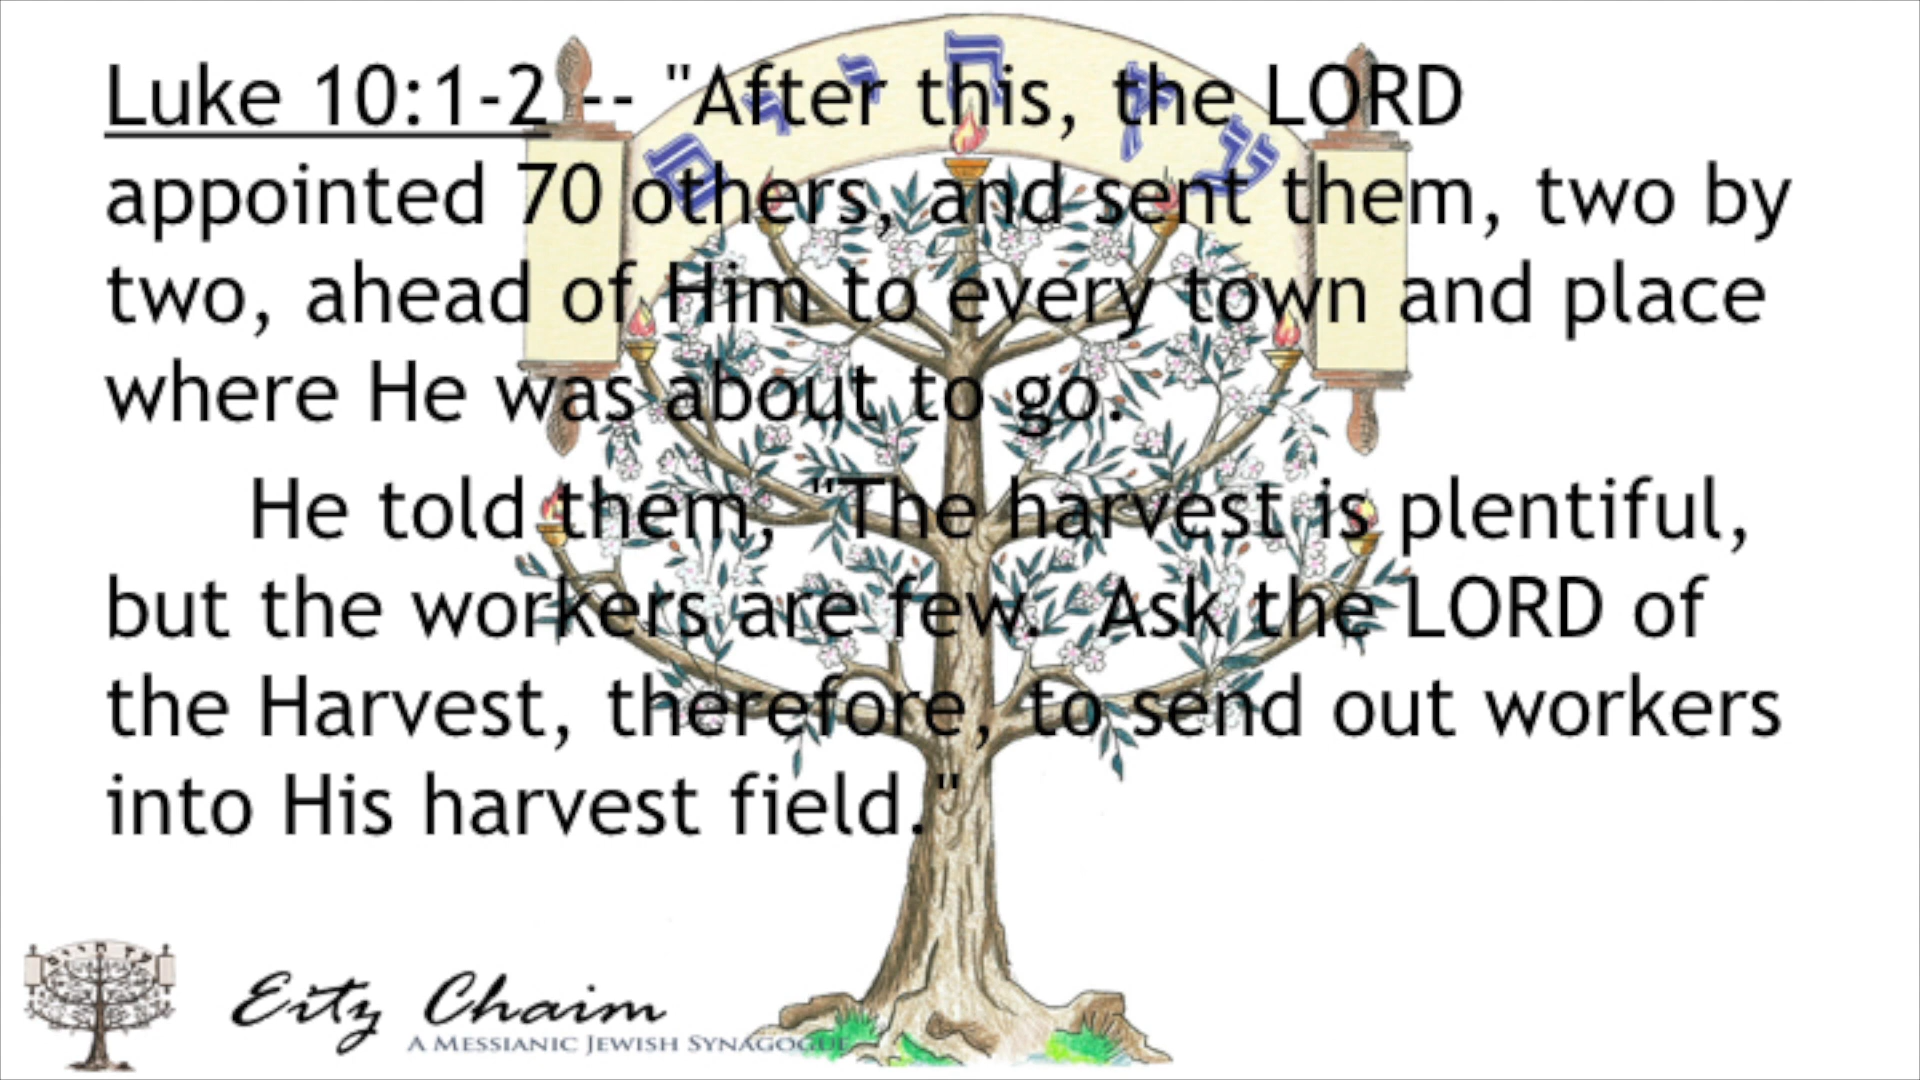 עץ חיים
Luke 10:1-2 -- "After this, the LORD
appointed 70 others, and sent them, two by
two, ahead of Him to every town and place
where He was about to go.
He told them, "The harvest is plentiful,
but the workers are few.  Ask the LORD of
the Harvest, therefore, to send out workers
into His harvest field."
Eitz Chaim
A Messianic Jewish Synagogue